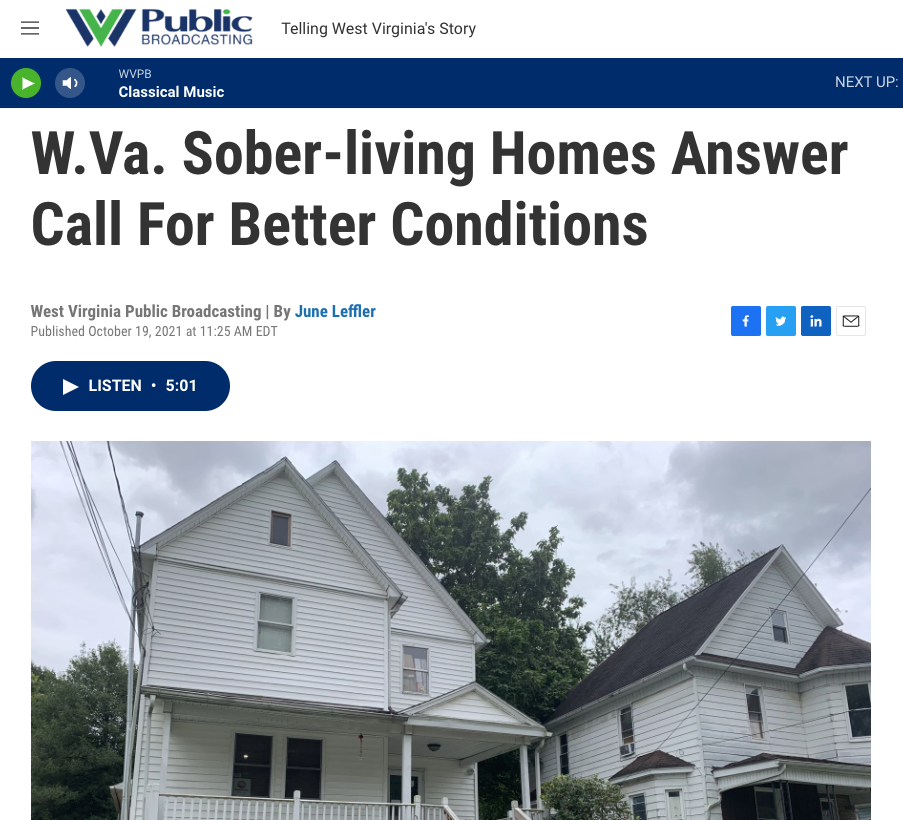 Public
BROADCASTING
Telling West Virginia's Story
WVPB
Classical Music
NEXT UP:
W.Va. Sober-living Homes Answer
Call For Better Conditions
West Virginia Public Broadcasting | By June Leffler
Published October 19, 2021 at 11:25 AM EDT
LISTEN • 5:01